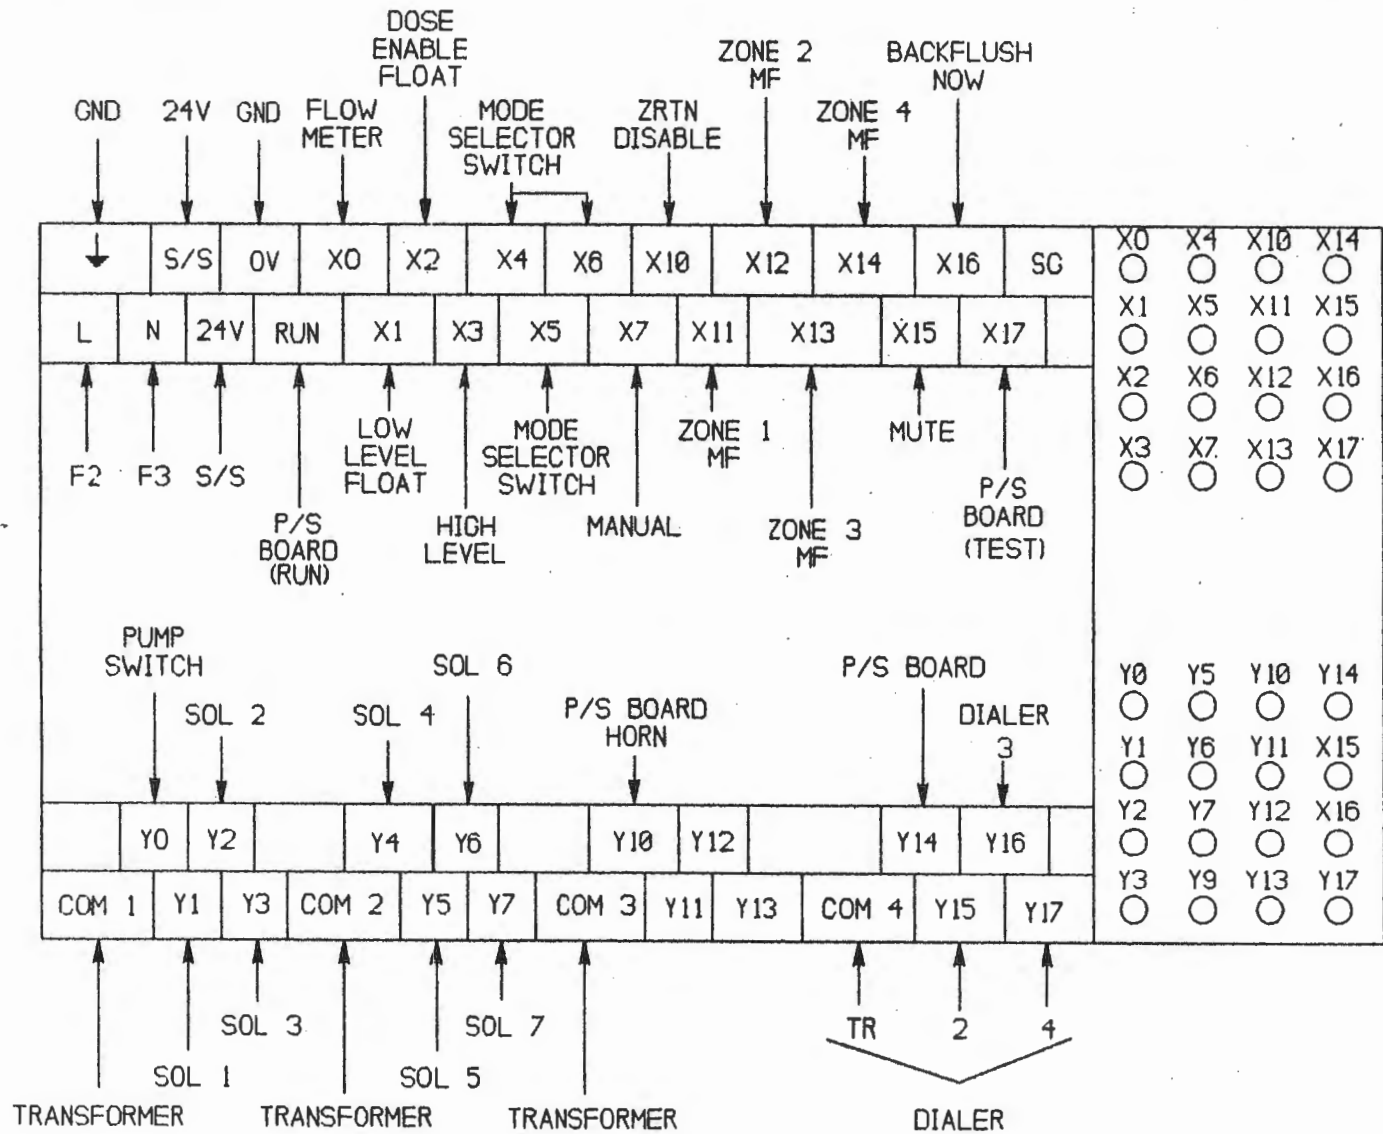 DOSE
ENABLE
FLOAT
ZONE 2
MF
BACKFLUSH
NOW
GND
24V
GND
FLOW
METER
MODE
SELECTOR
SWITCH
ZRTN
DISABLE
ZONE 4
MF
S/S
0V
X0
X2
X4
X6
X10
X12
X14
X16
SG
L
N
24V
RUN
X1
X3
X5
X7
X11
X13
X15
X17
F2
F3
S/S
P/S
BOARD
(RUN)
LOW
LEVEL
FLOAT
HIGH
LEVEL
MODE
SELECTOR
SWITCH
MANUAL
ZONE 1
MF
ZONE 3
MF
MUTE
P/S
BOARD
(TEST)
X0 X4 X10 X14
X1 X5 X11 X15
X2 X6 X12 X16
X3 X7 X13 X17
PUMP
SWITCH
SOL 2
SOL 4
SOL 6
P/S BOARD
HORN
P/S BOARD
DIALER
3
Y0
Y2
Y4
Y6
Y10
Y12
Y14
Y16
COM 1
Y1
Y3
COM 2
Y5
Y7
COM 3
Y11
Y13
COM 4
Y15
Y17
Y0 Y5 Y10 Y14
Y1 Y6 Y11 X15
Y2 Y7 Y12 X16
Y3 Y9 Y13 Y17
SOL 3
SOL 7
TR
2
4
SOL 1
SOL 5
TRANSFORMER
TRANSFORMER
TRANSFORMER
DIALER